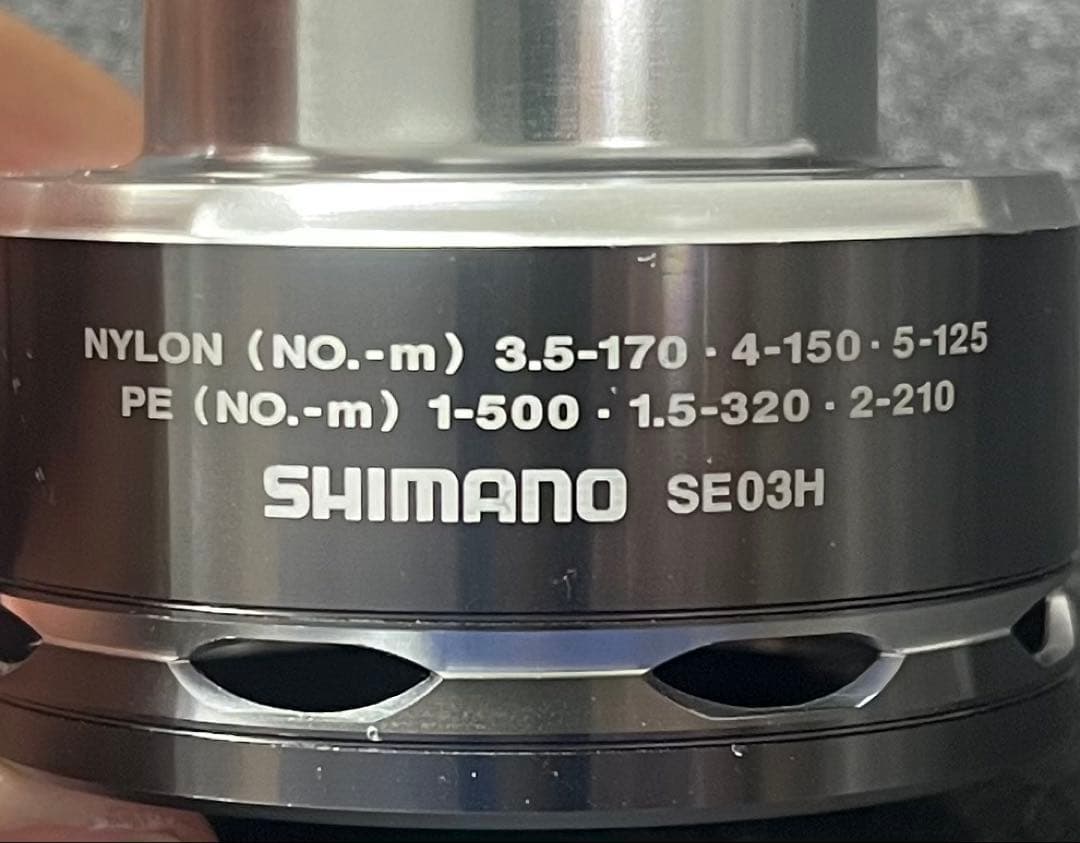 NYLON (NO.-m) 3.5-170 · 4-150 · 5-125
PE (NO.-m) 1-500 · 1.5-320 · 2-210
SHIMANO SE03H